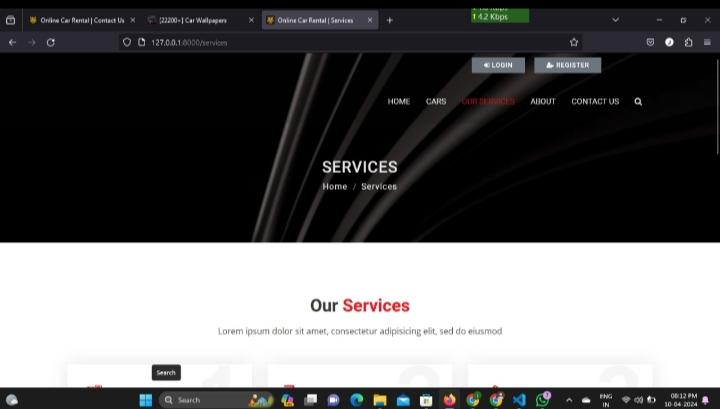 Online Car Rental | Contact Us
[22200+] Car Wallpapers
Online Car Rental | Services
4.2 Kbps
127.0.0.1:8000/services
LOGIN
REGISTER
HOME CARS OUR SERVICES ABOUT CONTACT US
SERVICES
Home / Services
Our Services
Lorem ipsum dolor sit amet, consectetur adipisicing elit, sed do eiusmod
Search
Search
ENG
IN
08:12 PM
10-04-2024